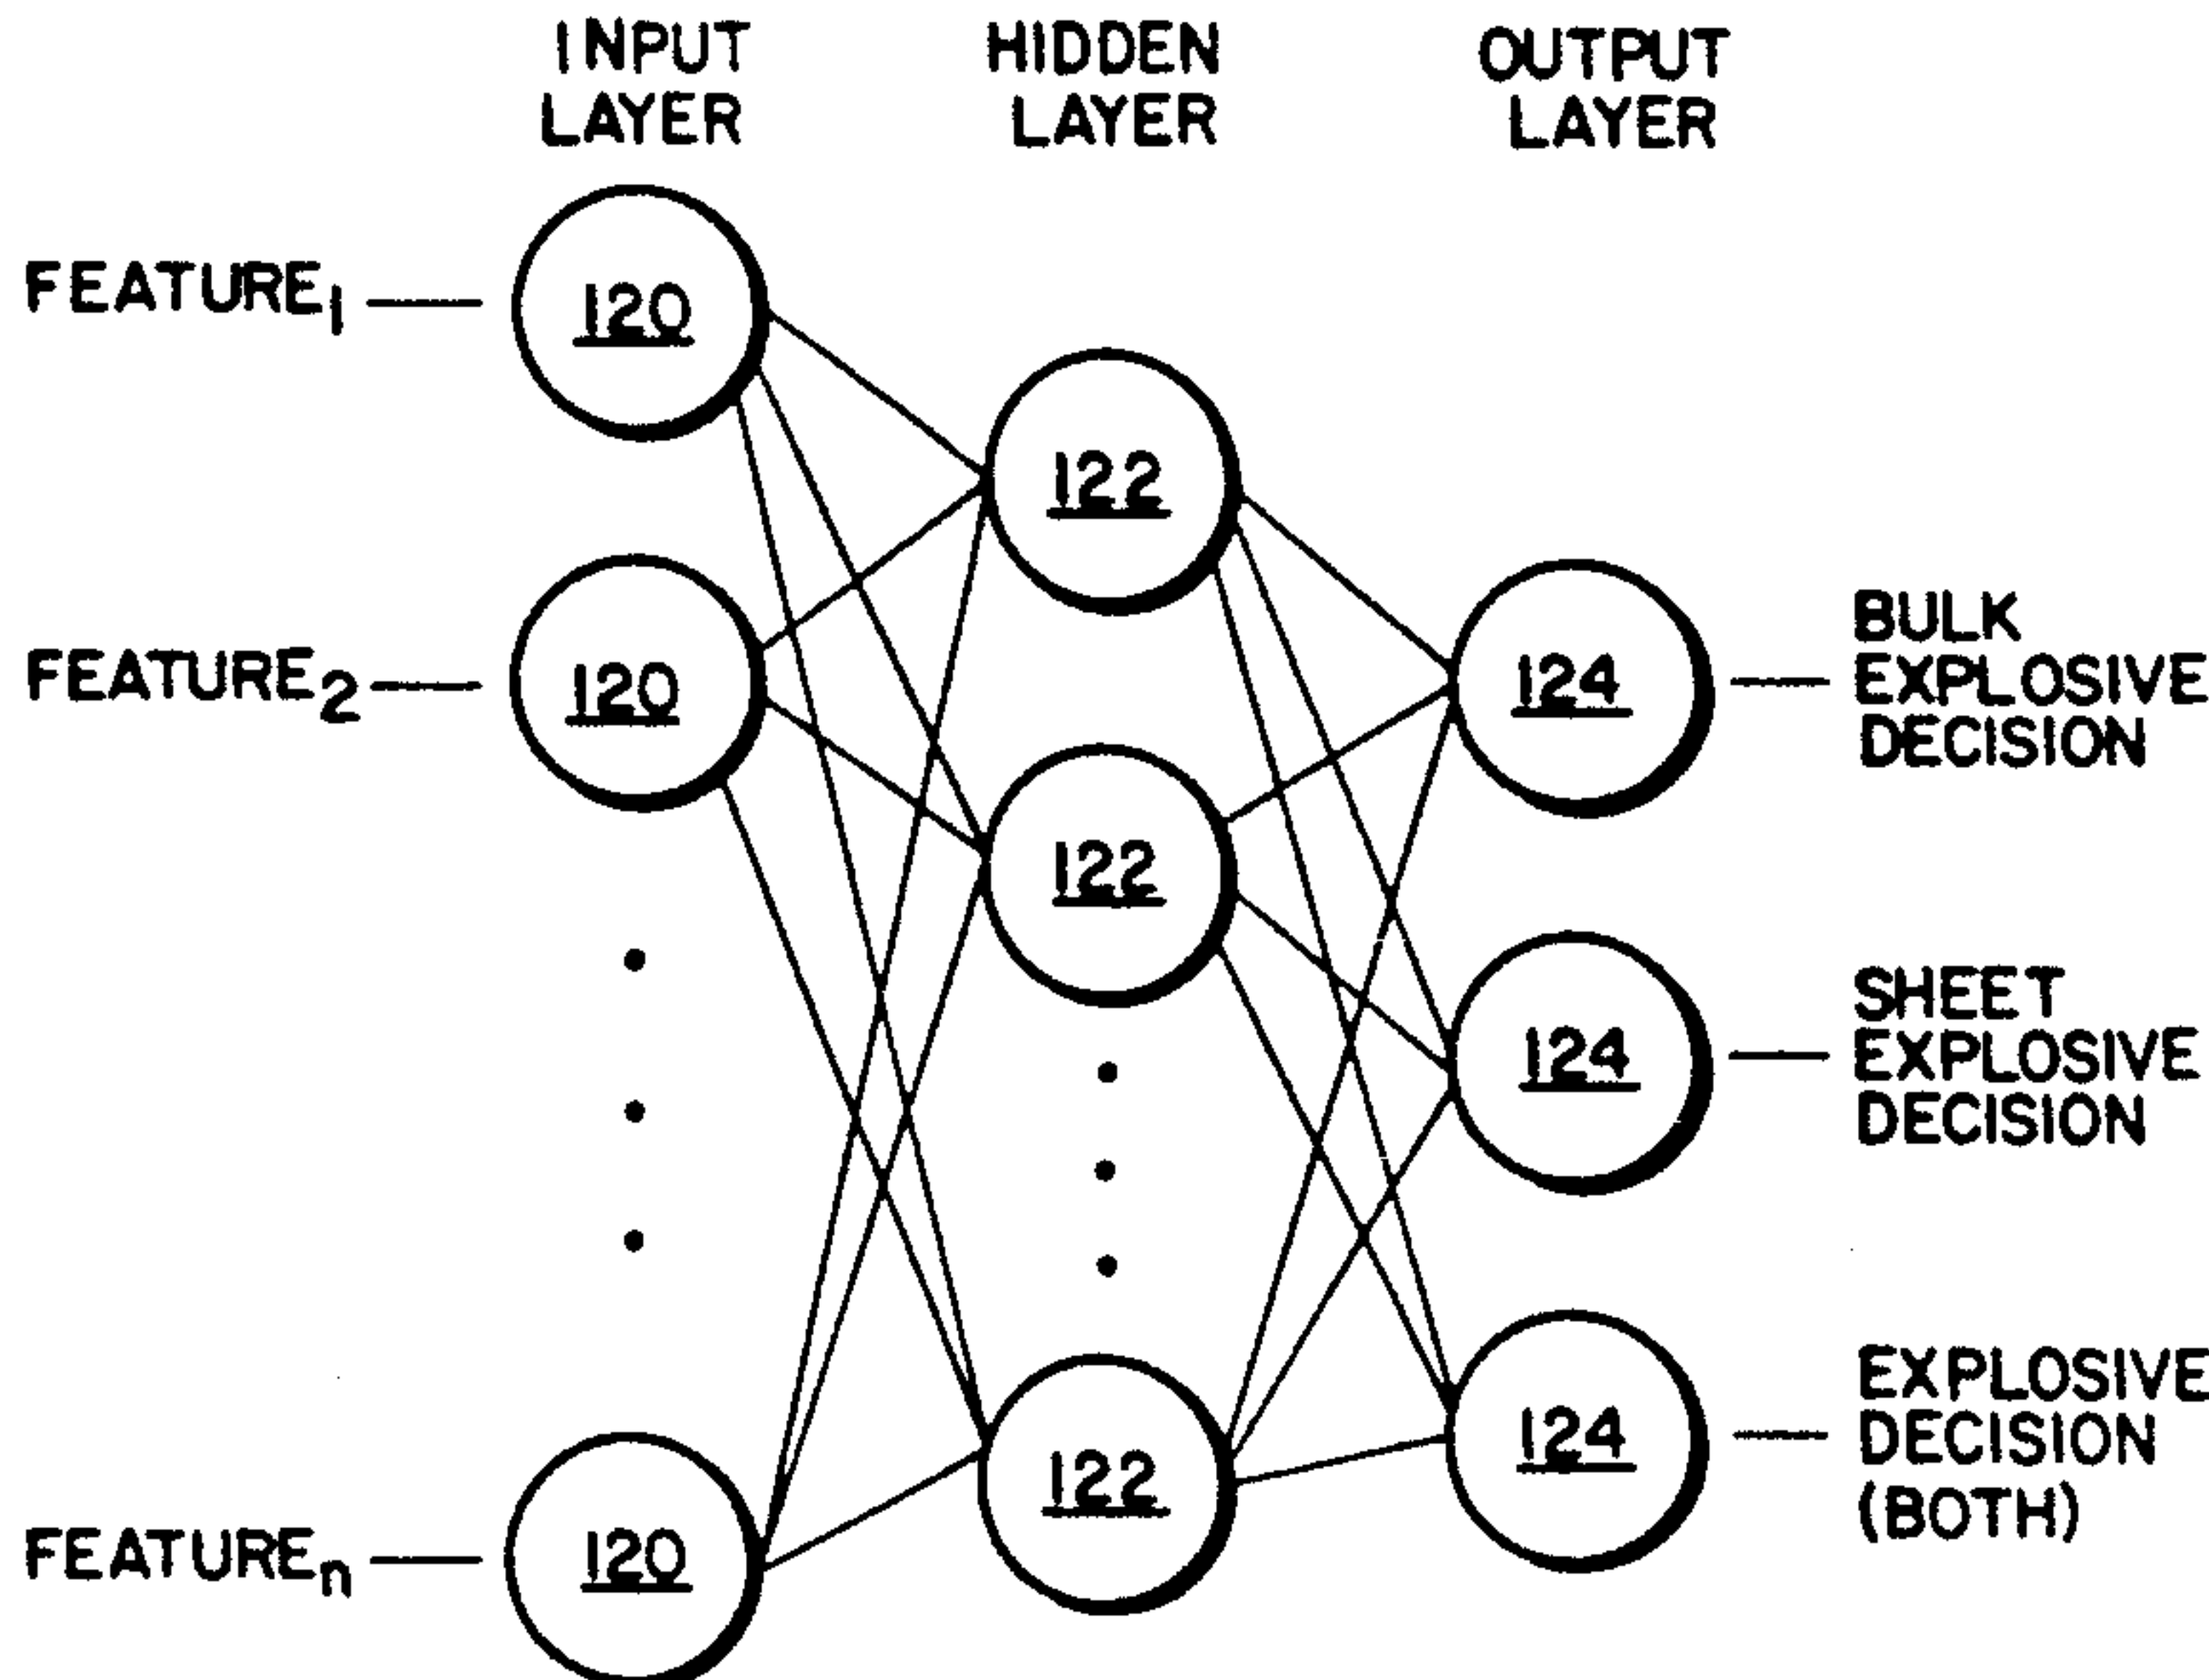 INPUT
LAYER
HIDDEN
LAYER
OUTPUT
LAYER
FEATURE1
120
FEATURE2
120
FEATUREn
120
122
122
122
124
BULK
EXPLOSIVE
DECISION
124
SHEET
EXPLOSIVE
DECISION
124
EXPLOSIVE
DECISION
(BOTH)